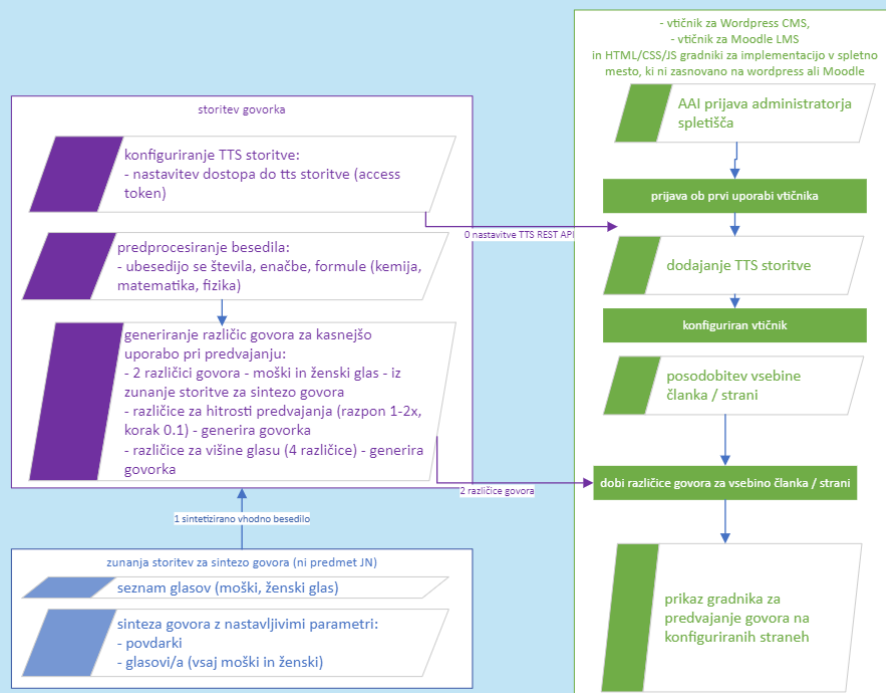 - vtičnik za Wordpress CMS,
- vtičnik za Moodle LMS
in HTML/CSS/JS gradniki za implementacijo v spletno
mesto, ki ni zasnovano na wordpress ali Moodle
AAI prijava administratorja
spletišča
prijava ob prvi uporabi vtičnika
dodajanje TTS storitve
konfiguriran vtičnik
posodobitev vsebine
članka / strani
dobi različice govora za vsebino članka / strani
prikaz gradnika za
predvajanje govora na
konfiguriranih straneh
storitev govorka
konfiguriranje TTS storitve:
- nastavitev dostopa do tts storitve (access
token)
0 nastavitve TTS REST API
predprocesiranje besedila:
- ubesedijo se števila, enačbe, formule (kemija,
matematika, fizika)
generiranje različic govora za kasnejšo
uporabo pri predvajanju:
- 2 različici govora - moški in ženski glas - iz
zunanje storitve za sintezo govora
- različice za hitrosti predvajanja (razpon 1-2x,
korak 0.1) - generira govorka
- različice za višine glasu (4 različice) - generira
govorka
2 različice govora
1 sintetizirano vhodno besedilo
zunanja storitev za sintezo govora (ni predmet JN)
seznam glasov (moški, ženski glas)
sinteza govora z nastavljivimi parametri:
- povdarki
- glasovi/a (vsaj moški in ženski)